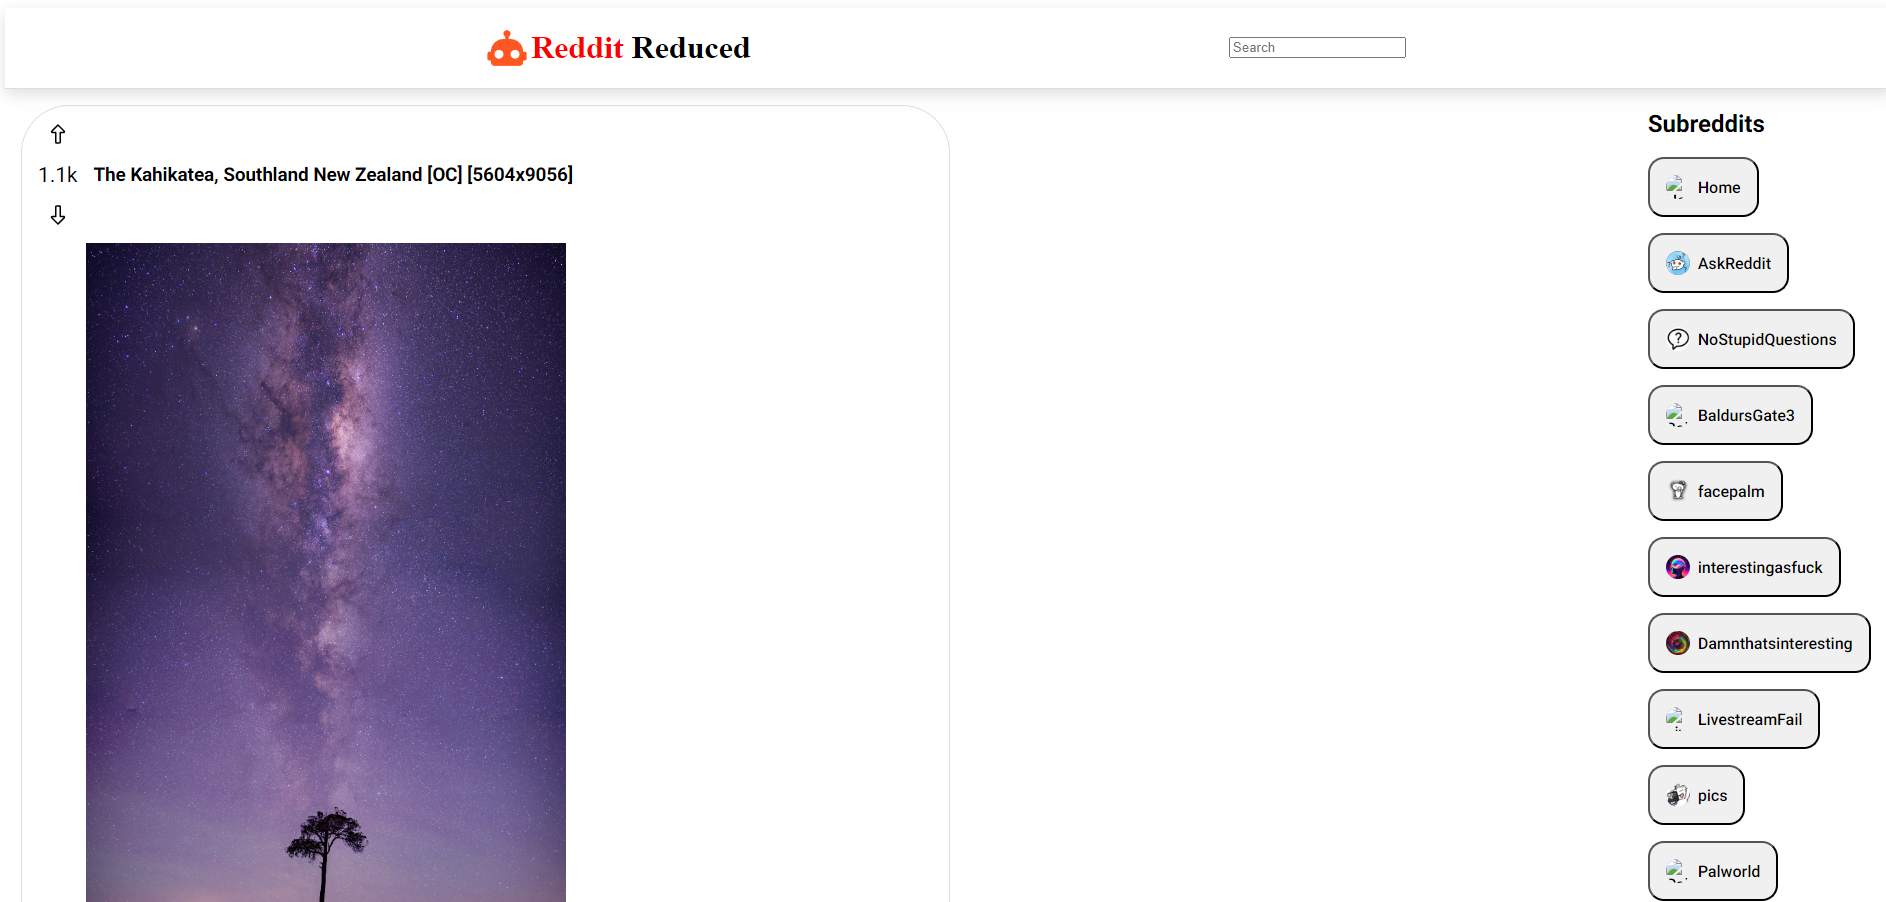 Reddit Reduced
Search
1.1k
The Kahikatea, Southland New Zealand [OC] [5604x9056]
Subreddits
Home
AskReddit
NoStupidQuestions
BaldursGate3
facepalm
interestingasfuck
Damnthatsinteresting
LivestreamFail
pics
Palworld